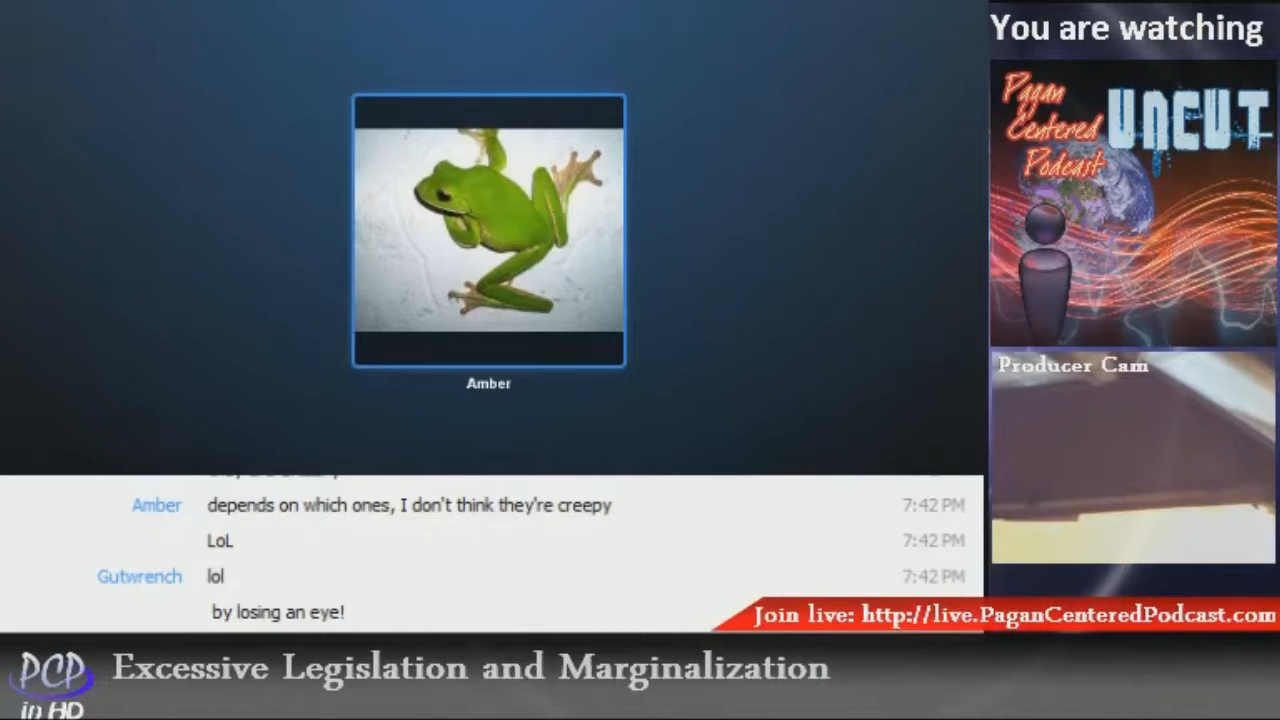 You are watching
Pagan
Centered
Podcast
UNCUT
Producer Cam
Amber
Amber depends on which ones, I don't think they're creepy 7:42 PM
LoL 7:42 PM
Gutwrench lol 7:42 PM
by losing an eye!
Join live: http://live.PaganCenteredPodcast.com
PCP
in HD
Excessive Legislation and Marginalization